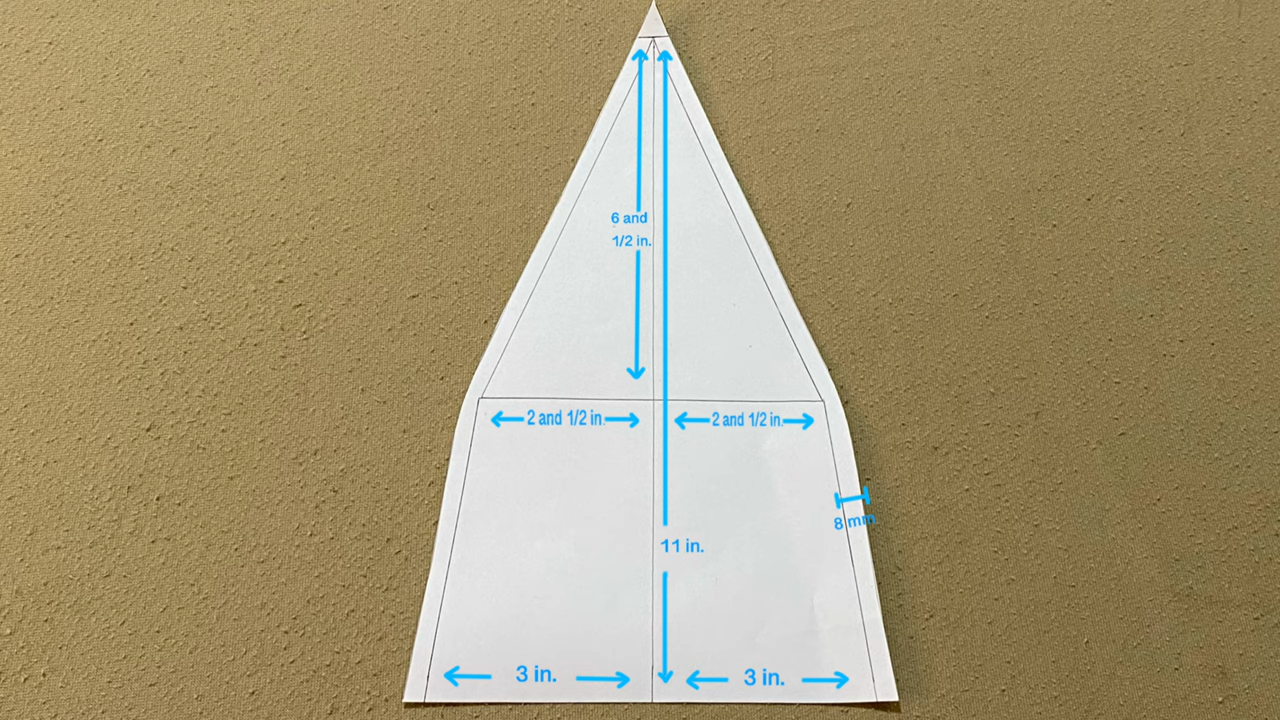 6 and
1/2 in.
2 and 1/2 in.
2 and 1/2 in.
8 mm
11 in.
3 in.
3 in.